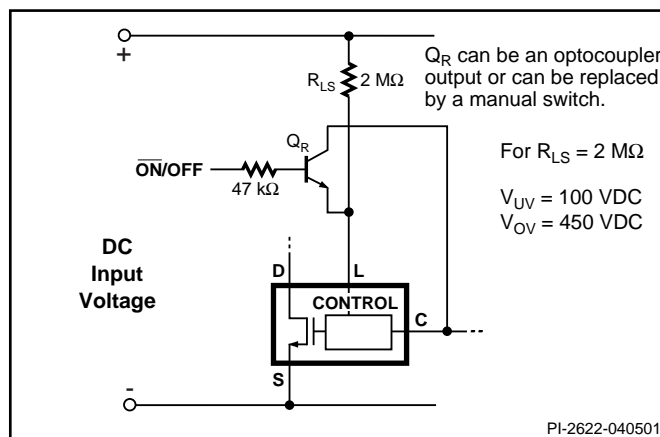 +
Q_R can be an optocoupler
output or can be replaced
by a manual switch.
R_LS
2 MΩ
Q_R
For R_LS = 2 MΩ
ON/OFF
47 kΩ
V_UV = 100 VDC
V_OV = 450 VDC
DC
Input
Voltage
D
L
CONTROL
C
S
-
PI-2622-040501